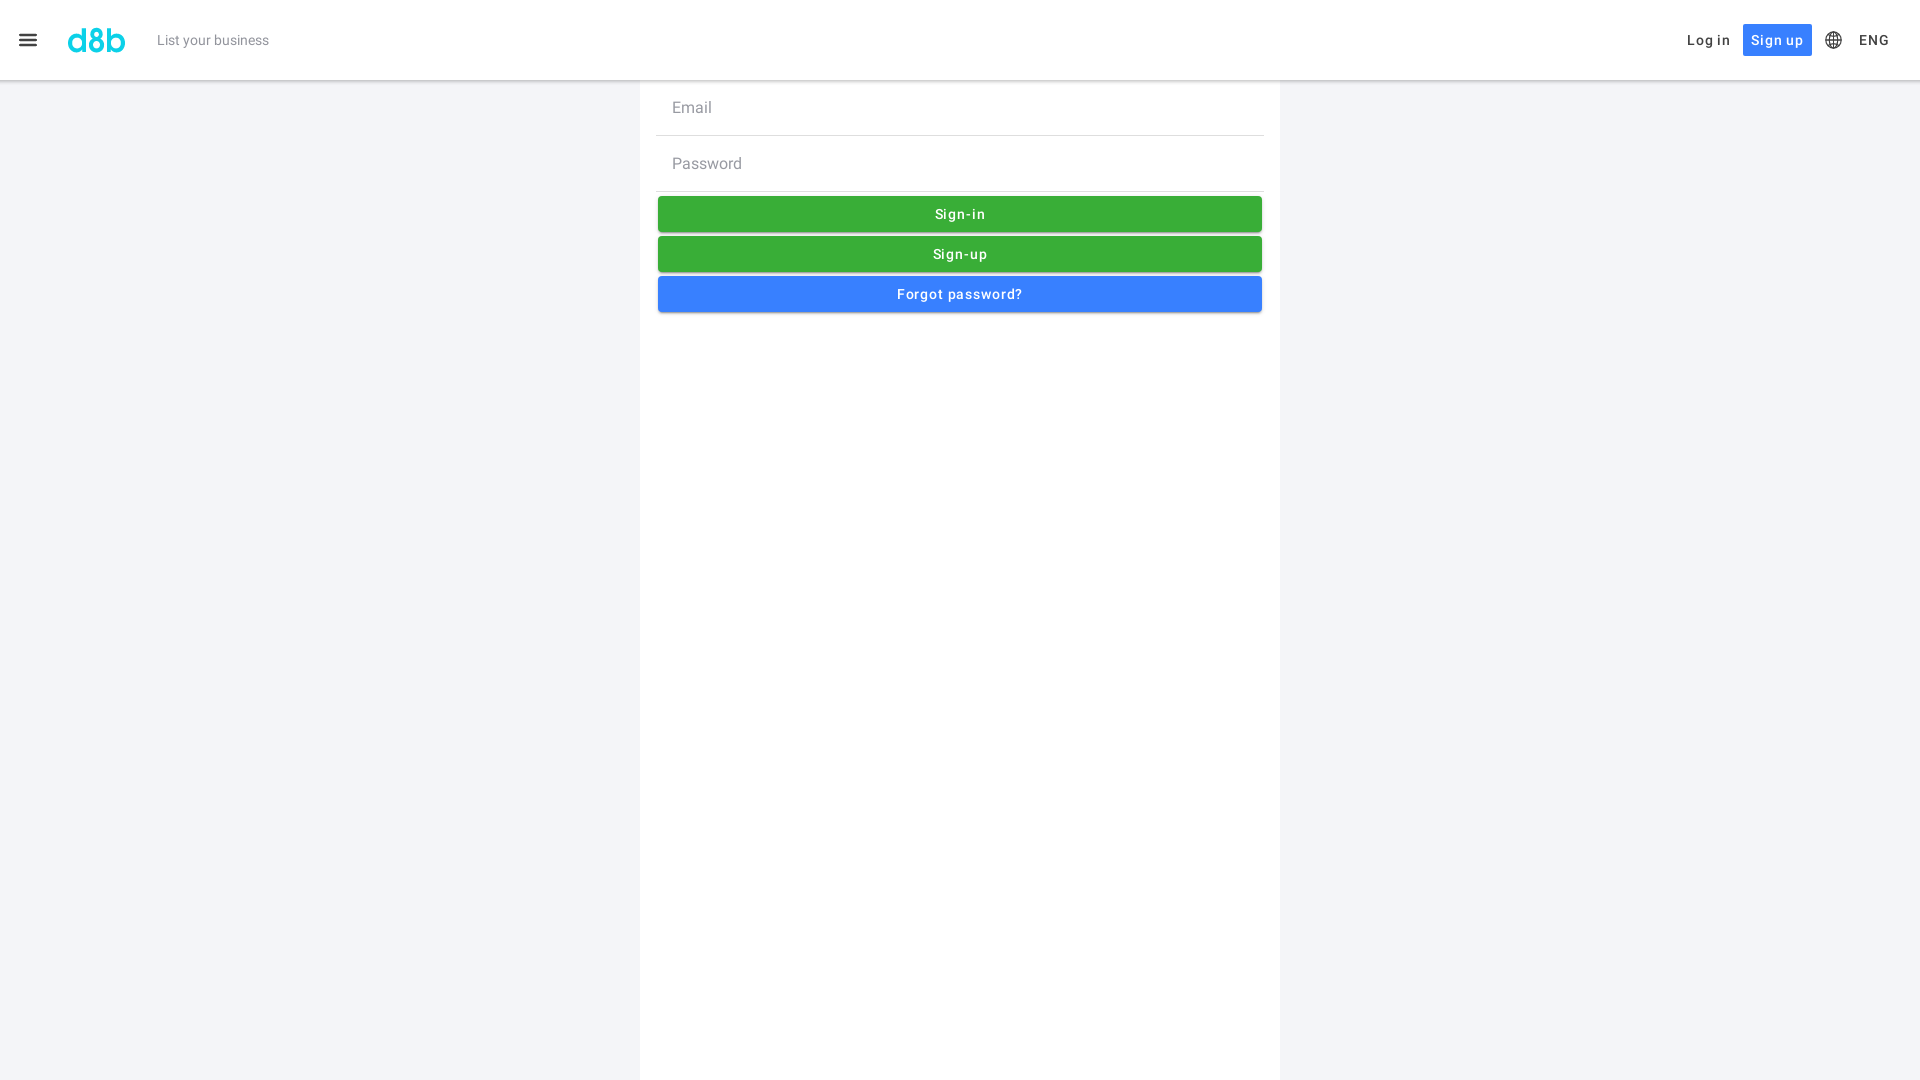 d8b
List your business
Log in
Sign up
ENG
Email
Password
Sign-in
Sign-up
Forgot password?